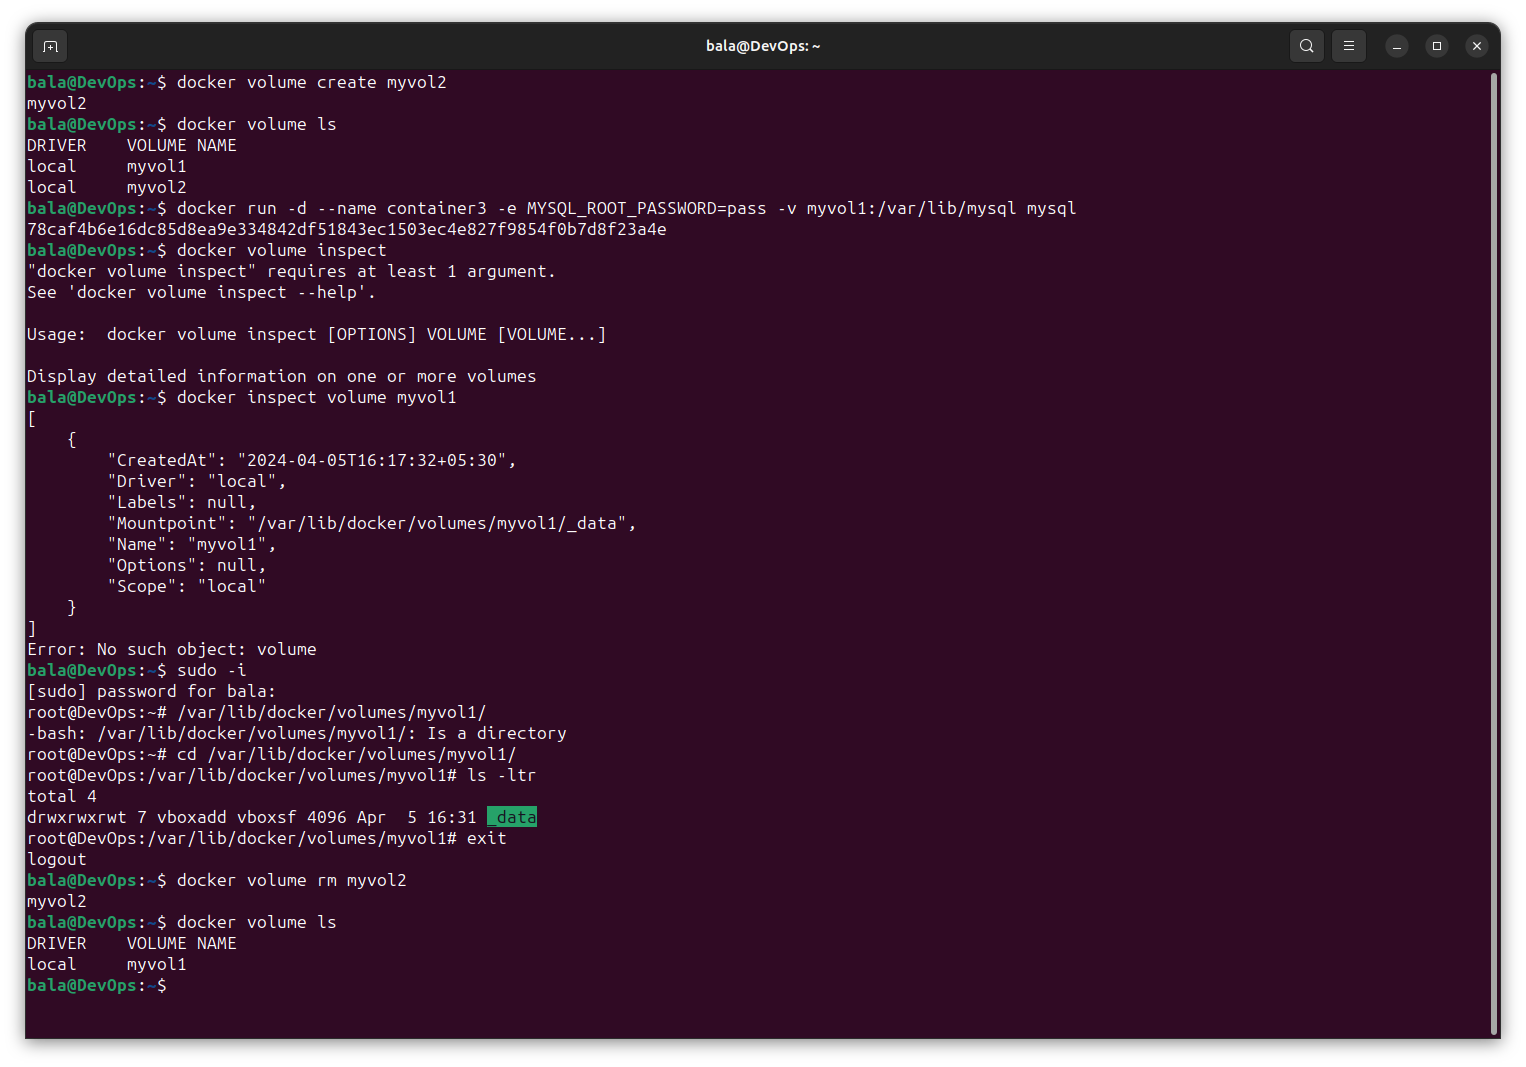 bala@DevOps: ~
bala@DevOps:~$ docker volume create myvol2
myvol2
bala@DevOps:~$ docker volume ls
DRIVER    VOLUME NAME
local     myvol1
local     myvol2
bala@DevOps:~$ docker run -d --name container3 -e MYSQL_ROOT_PASSWORD=pass -v myvol1:/var/lib/mysql mysql
78caf4b6e16dc85d8ea9e334842df51843ec1503ec4e827f9854f0b7d8f23a4e
bala@DevOps:~$ docker volume inspect
"docker volume inspect" requires at least 1 argument.
See 'docker volume inspect --help'.

Usage:  docker volume inspect [OPTIONS] VOLUME [VOLUME...]

Display detailed information on one or more volumes
bala@DevOps:~$ docker inspect volume myvol1
[
    {
        "CreatedAt": "2024-04-05T16:17:32+05:30",
        "Driver": "local",
        "Labels": null,
        "Mountpoint": "/var/lib/docker/volumes/myvol1/_data",
        "Name": "myvol1",
        "Options": null,
        "Scope": "local"
    }
]
Error: No such object: volume
bala@DevOps:~$ sudo -i
[sudo] password for bala:
root@DevOps:~# /var/lib/docker/volumes/myvol1/
-bash: /var/lib/docker/volumes/myvol1/: Is a directory
root@DevOps:~# cd /var/lib/docker/volumes/myvol1/
root@DevOps:/var/lib/docker/volumes/myvol1# ls -ltr
total 4
drwxrwxrwt 7 vboxadd vboxsf 4096 Apr  5 16:31 _data
root@DevOps:/var/lib/docker/volumes/myvol1# exit
logout
bala@DevOps:~$ docker volume rm myvol2
myvol2
bala@DevOps:~$ docker volume ls
DRIVER    VOLUME NAME
local     myvol1
bala@DevOps:~$